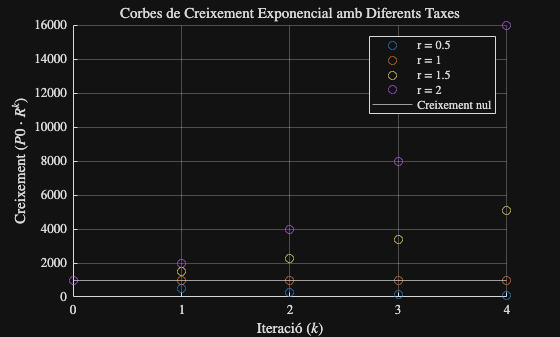 Corbes de Creixement Exponencial amb Diferents Taxes
16000
14000
12000
10000
8000
6000
4000
2000
0
Creixement (P0 · R^k)
r = 0.5
r = 1
r = 1.5
r = 2
Creixement nul
0 1 2 3 4
Iteració (k)